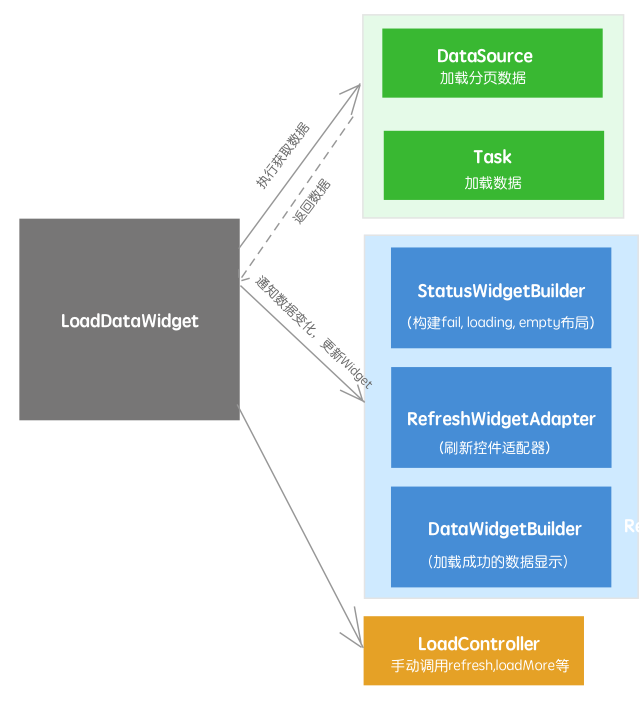 DataSource
加载分页数据
Task
加载数据
执行获取数据
返回数据
LoadDataWidget
通知数据变化，更新Widget
StatusWidgetBuilder
(构建fail, loading, empty布局)
RefreshWidgetAdapter
(刷新控件适配器)
DataWidgetBuilder
(加载成功的数据显示)
Re
LoadController
手动调用refresh,loadMore等